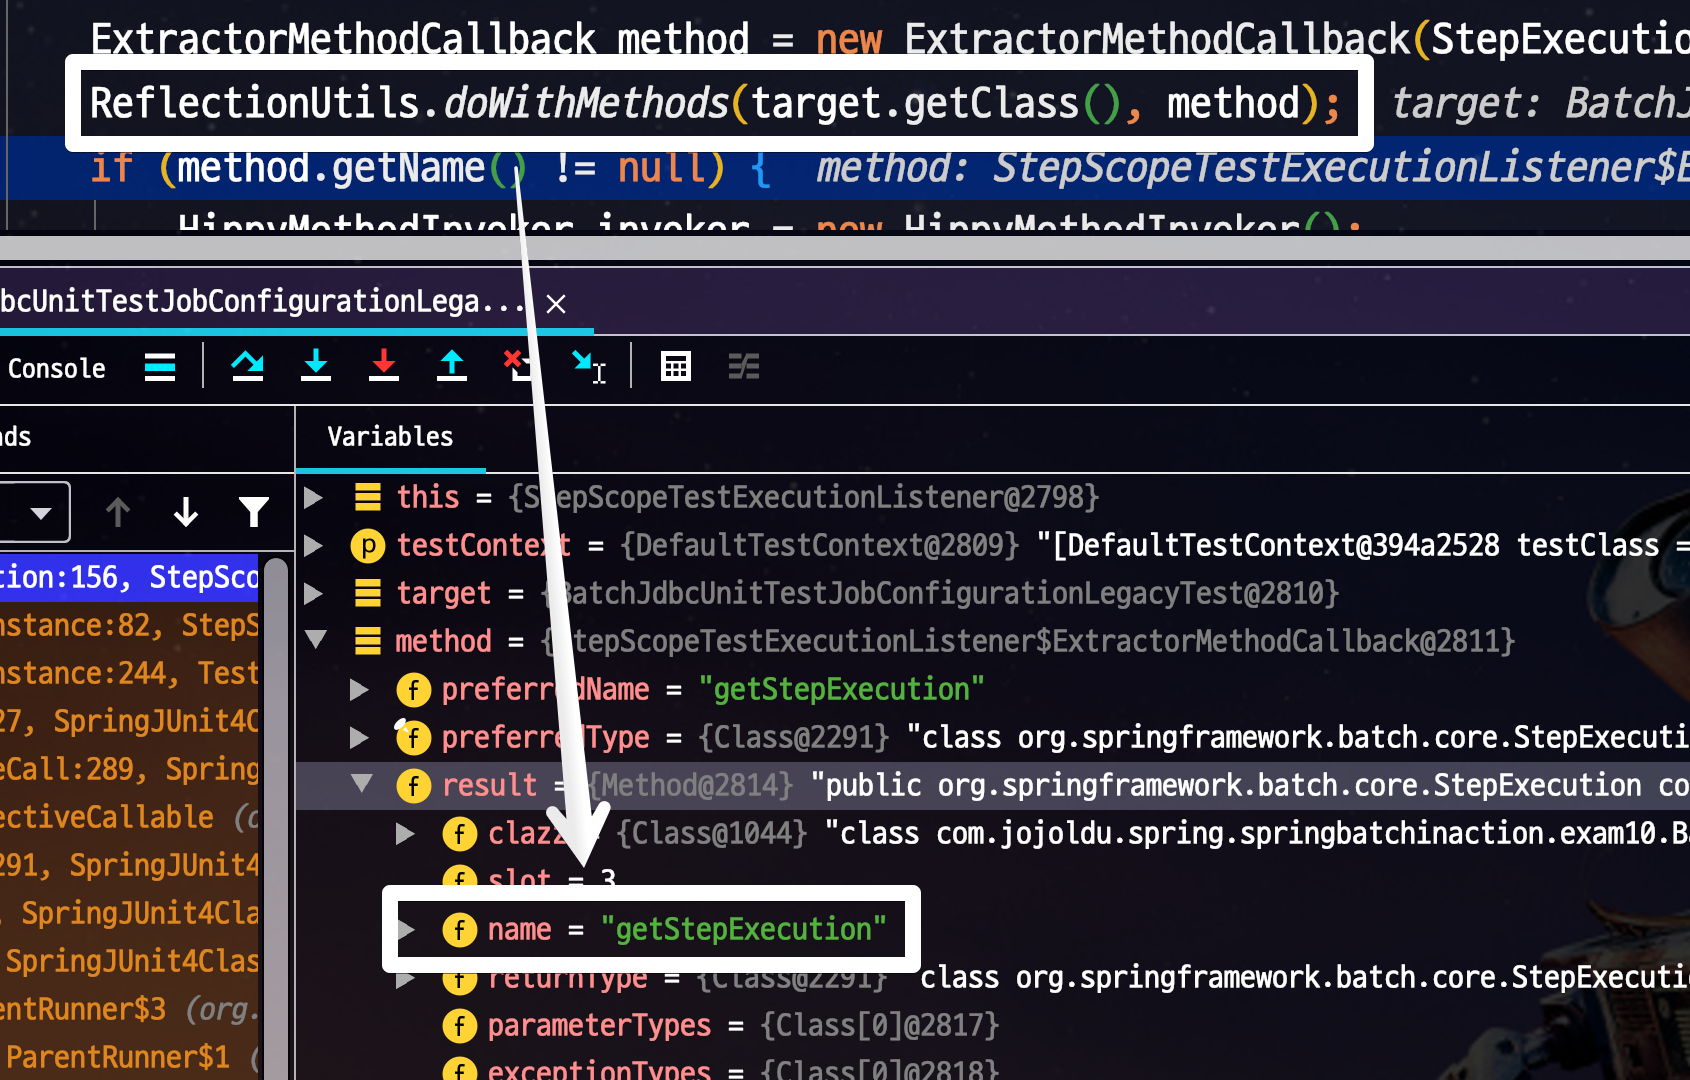 ExtractorMethodCallback method = new ExtractorMethodCallback(StepExecutio
ReflectionUtils.doWithMethods(target.getClass(), method); target: BatchJ
if (method.getName() != null) { method: StepScopeTestExecutionListener$E
HippyMethodInvoker invoker = new HippyMethodInvoker();
bcUnitTestJobConfigurationLega...
Console
ds
Variables
this = {StepScopeTestExecutionListener@2798}
testContext = {DefaultTestContext@2809} "[DefaultTestContext@394a2528 testClass =
tion:156, StepSco
target = {BatchJdbcUnitTestJobConfigurationLegacyTest@2810}
nstance:82, StepS
method = {StepScopeTestExecutionListener$ExtractorMethodCallback@2811}
nstance:244, Test
preferredName = "getStepExecution"
27, SpringJUnit4C
preferredType = {Class@2291} "class org.springframework.batch.core.StepExecuti
eCall:289, Spring
result = {Method@2814} "public org.springframework.batch.core.StepExecution co
ectiveCallable (o
clazz = {Class@1044} "class com.jojoldu.spring.springbatchinaction.exam10.Ba
291, SpringJUnit4
slot = 3
, SpringJUnit4Cla
name = "getStepExecution"
SpringJUnit4Clas
returnType = {Class@2291} class org.springframework.batch.core.StepExecuti
entRunner$3 (org.
parameterTypes = {Class[0]@2817}
ParentRunner$1 (
exceptionTypes = {Class[0]@2818}